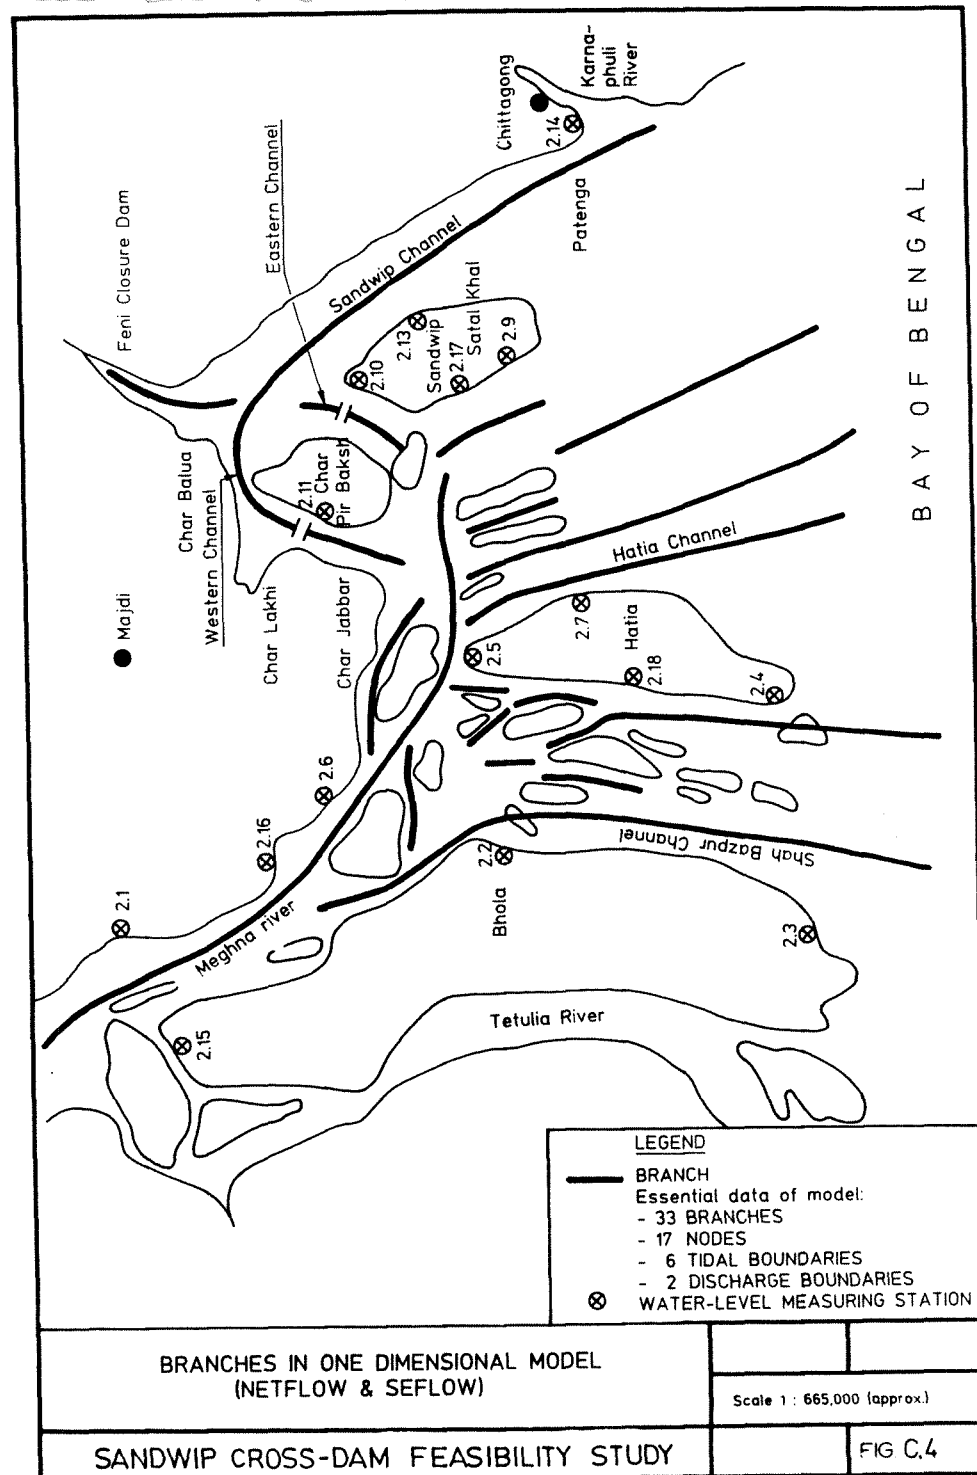 Karna-
phuli
River
Chittagong
2.14
Patenga
Eastern Channel
Feni Closure Dam
Sandwip Channel
2.13
Sandwip
2.17
Satal Khal
2.9
2.10
Char Balua
Western Channel
2.11
Char
Pir Baksh
BAY OF BENGAL
Majdi
Char Lakhi
Char Jabbar
Hatia Channel
2.7
Hatia
2.5
2.18
2.4
2.6
2.16
2.1
Meghna river
2.2
Bhola
Shah Bazpur Channel
2.3
2.15
Tetulia River
LEGEND
BRANCH
Essential data of model:
- 33 BRANCHES
- 17 NODES
- 6 TIDAL BOUNDARIES
- 2 DISCHARGE BOUNDARIES
WATER-LEVEL MEASURING STATION
BRANCHES IN ONE DIMENSIONAL MODEL
(NETFLOW & SEFLOW)
Scale 1 : 665,000 (approx.)
SANDWIP CROSS-DAM FEASIBILITY STUDY
FIG C.4